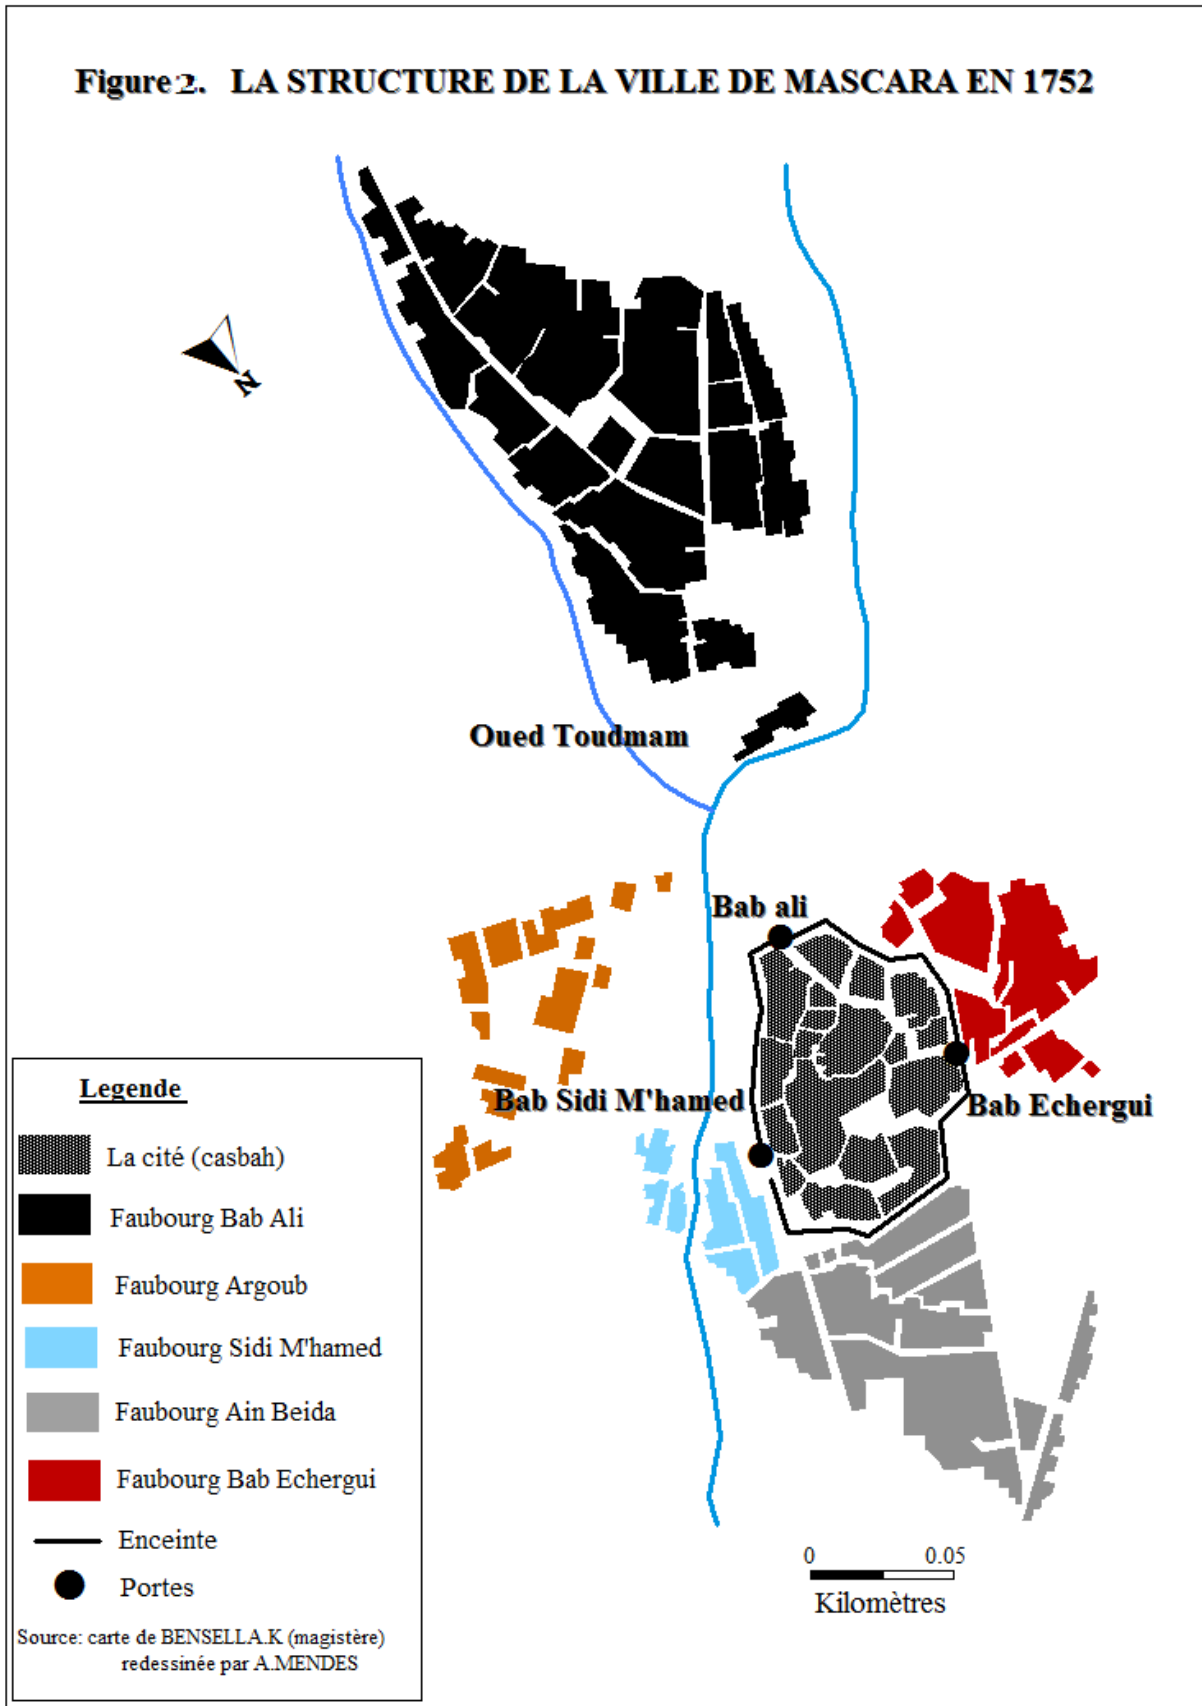 Figure 2. LA STRUCTURE DE LA VILLE DE MASCARA EN 1752
N
Oued Toudmam
Bab ali
Bab Sidi M'hamed
Bab Echergui
Legende
La cité (casbah)
Faubourg Bab Ali
Faubourg Argoub
Faubourg Sidi M'hamed
Faubourg Ain Beida
Faubourg Bab Echergui
Enceinte
Portes
Source: carte de BENSELLA.K (magistère)
redessinée par A.MENDES
0 0.05
Kilomètres